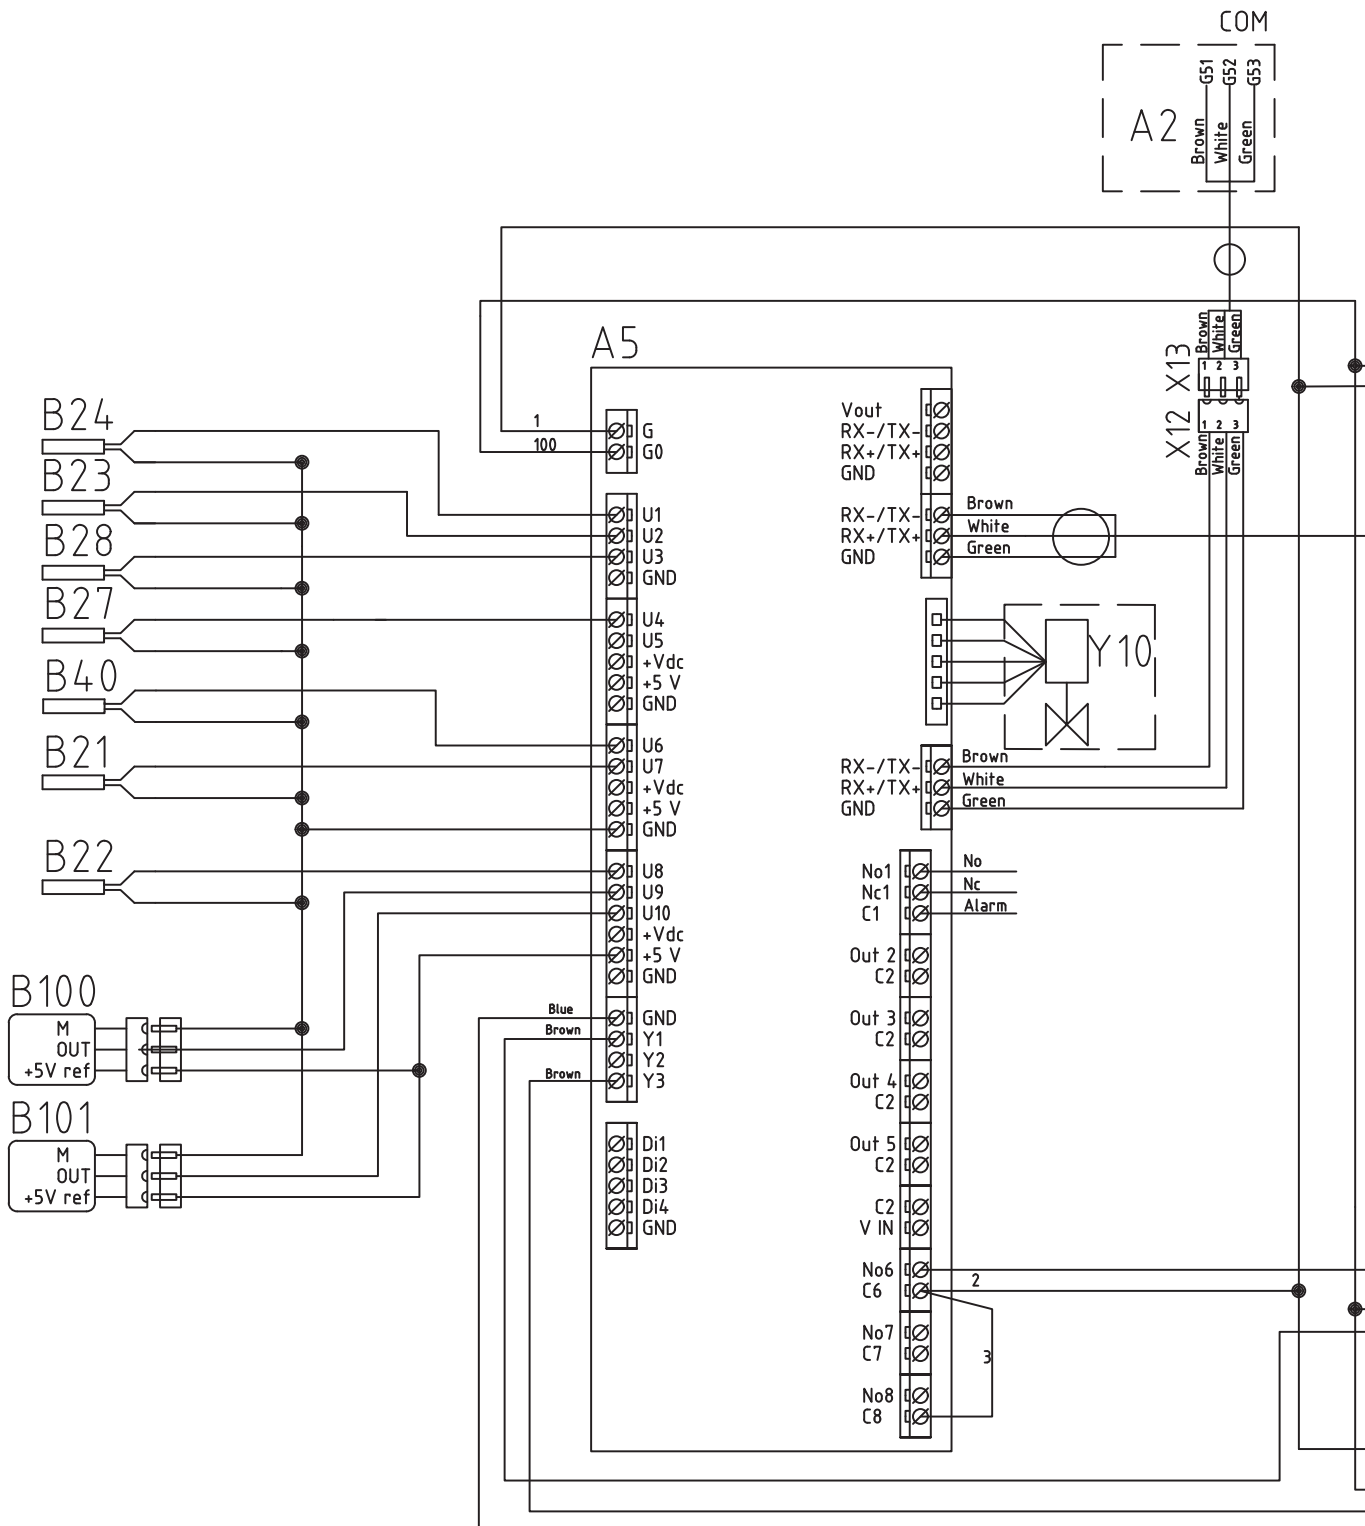 COM
G51
G52
G53
A2
Brown
White
Green
Brown
White
Green
X13
1 2 3
X12
1 2 3
Brown
White
Green
A5
B24
B23
B28
B27
B40
B21
B22
B100
M
OUT
+5V ref
B101
M
OUT
+5V ref
1
100
Blue
Brown
Brown
G
G0
U1
U2
U3
GND
U4
U5
+Vdc
+5 V
GND
U6
U7
+Vdc
+5 V
GND
U8
U9
U10
+Vdc
+5 V
GND
GND
Y1
Y2
Y3
Di1
Di2
Di3
Di4
GND
Vout
RX-/TX-
RX+/TX+
GND
RX-/TX-
RX+/TX+
GND
Brown
White
Green
Y10
RX-/TX-
RX+/TX+
GND
Brown
White
Green
No1
Nc1
C1
No
Nc
Alarm
Out 2
C2
Out 3
C2
Out 4
C2
Out 5
C2
C2
V IN
No6
C6
2
No7
C7
3
No8
C8